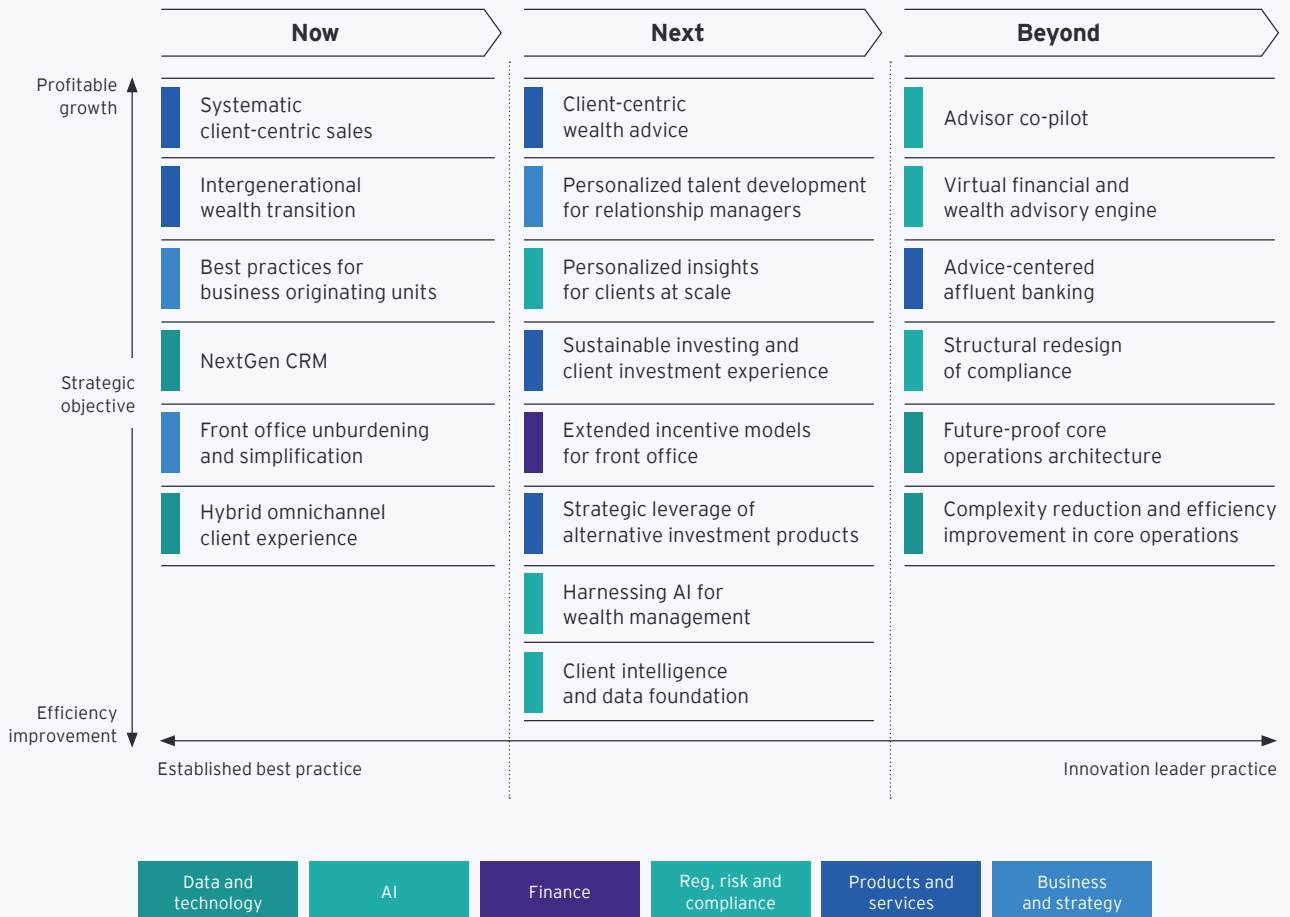 Now
Next
Beyond
Profitable
growth
Strategic
objective
Efficiency
improvement
Systematic
client-centric sales
Intergenerational
wealth transition
Best practices for
business originating units
NextGen CRM
Front office unburdening
and simplification
Hybrid omnichannel
client experience
Client-centric
wealth advice
Personalized talent development
for relationship managers
Personalized insights
for clients at scale
Sustainable investing and
client investment experience
Extended incentive models
for front office
Strategic leverage of
alternative investment products
Harnessing AI for
wealth management
Client intelligence
and data foundation
Advisor co-pilot
Virtual financial and
wealth advisory engine
Advice-centered
affluent banking
Structural redesign
of compliance
Future-proof core
operations architecture
Complexity reduction and efficiency
improvement in core operations
Established best practice
Innovation leader practice
Data and
technology
AI
Finance
Reg, risk and
compliance
Products and
services
Business
and strategy